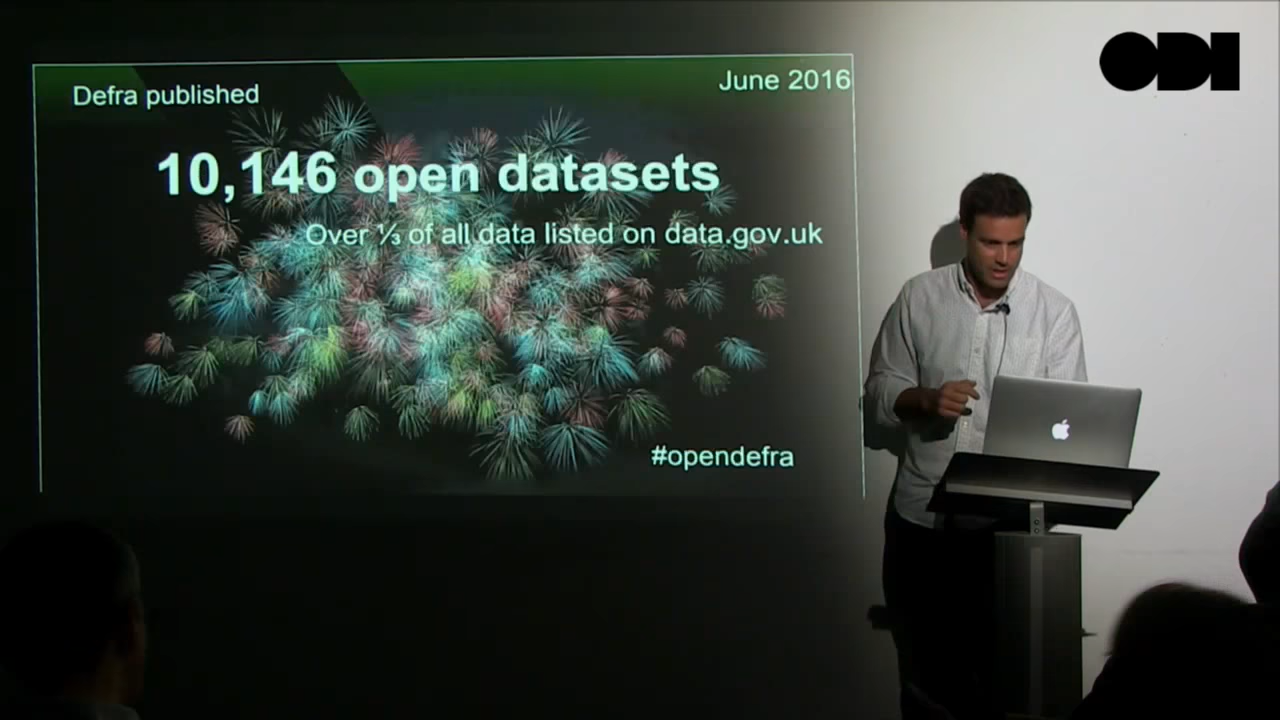 Defra published
June 2016
10,146 open datasets
Over ⅓ of all data listed on data.gov.uk
#opendefra
ODI